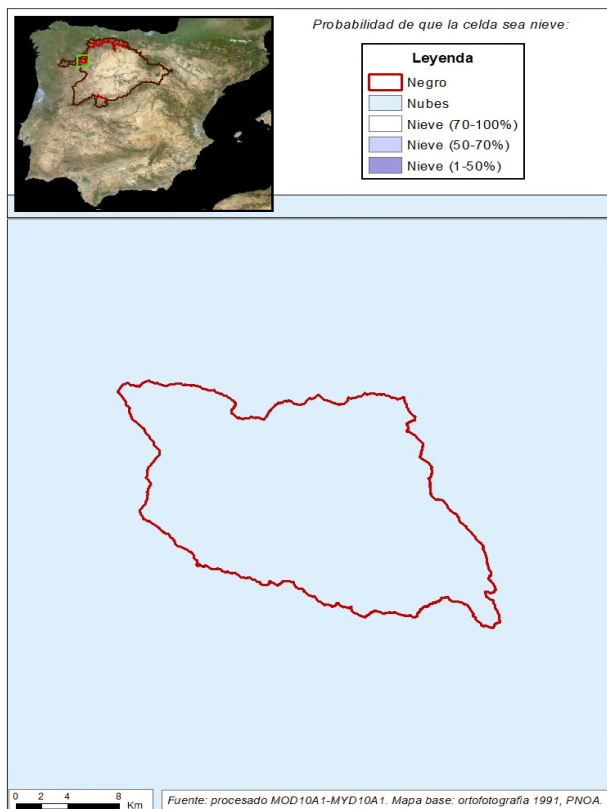 Probabilidad de que la celda sea nieve:
Leyenda
Negro
Nubes
Nieve (70-100%)
Nieve (50-70%)
Nieve (1-50%)
0 2 4 8
Km
Fuente: procesado MOD10A1-MYD10A1. Mapa base: ortofotografia 1991, PNOA